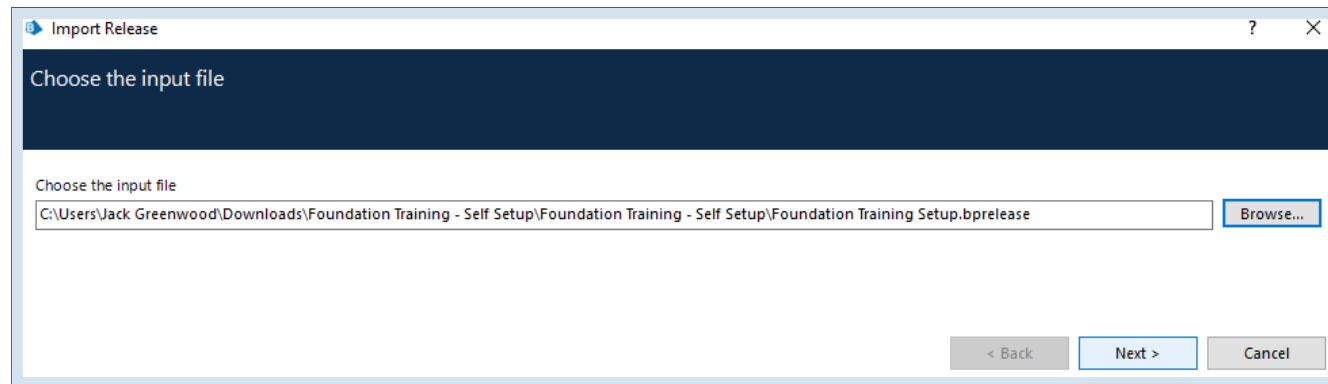 Import Release
?
Choose the input file
Choose the input file
C:\Users\Jack Greenwood\Downloads\Foundation Training - Self Setup\Foundation Training - Self Setup\Foundation Training Setup.bprelease
Browse...
< Back
Next >
Cancel